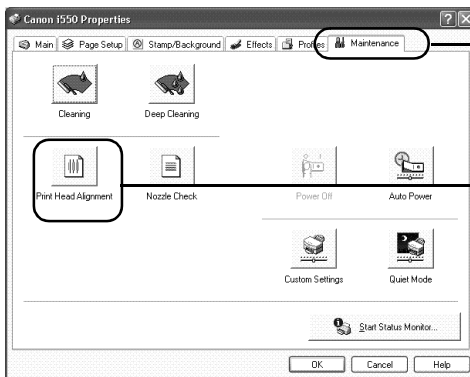 Canon i550 Properties
Main Page Setup Stamp/Background Effects Profiles Maintenance
Cleaning Deep Cleaning
Print Head Alignment Nozzle Check Power Off Auto Power
Custom Settings Quiet Mode
Start Status Monitor...
OK Cancel Help